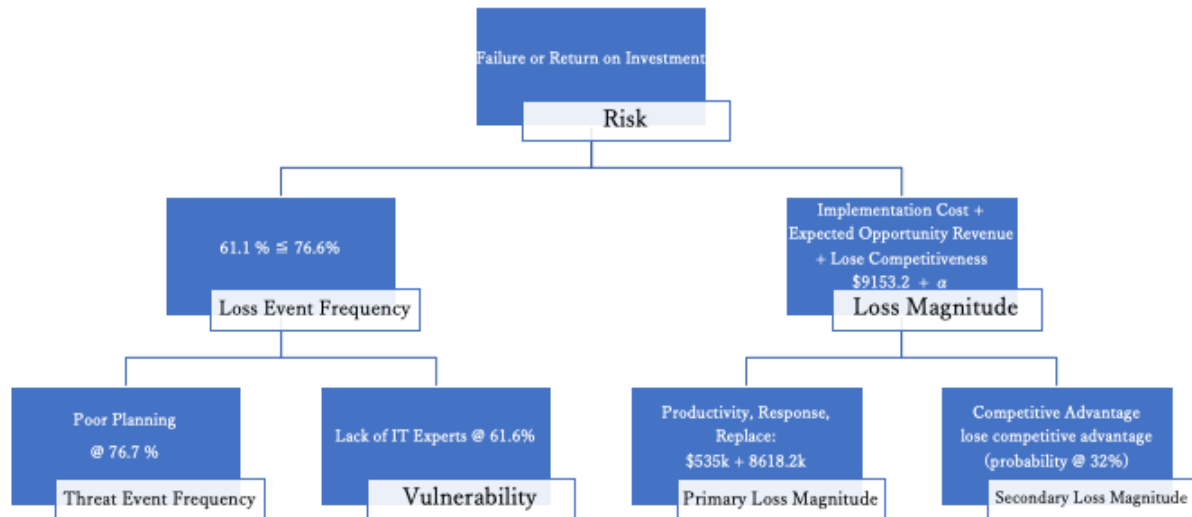 Failure or Return on Investment
Risk
61.1 % ≦ 76.6%
Loss Event Frequency
Implementation Cost +
Expected Opportunity Revenue
+ Lose Competitiveness
$9153.2 + α
Loss Magnitude
Poor Planning
@ 76.7 %
Threat Event Frequency
Lack of IT Experts @ 61.6%
Vulnerability
Productivity, Response,
Replace:
$535k + 8618.2k
Primary Loss Magnitude
Competitive Advantage
lose competitive advantage
(probability @ 32%)
Secondary Loss Magnitude